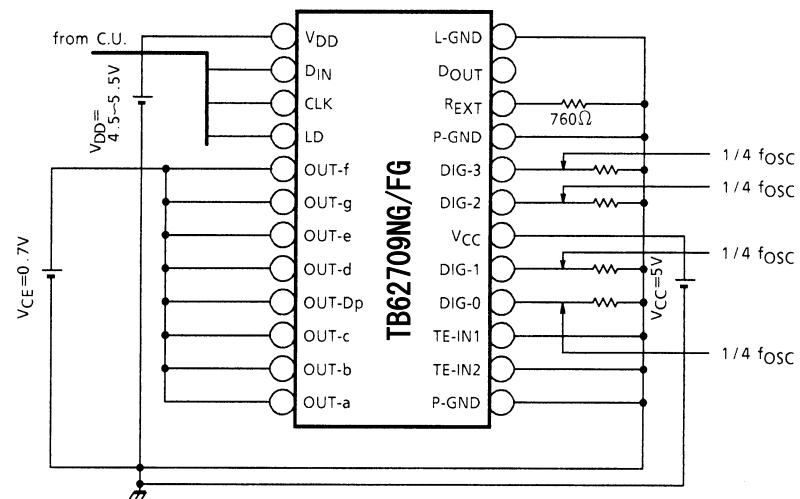 from C.U.
VDD=
4.5~5.5V
VCE=0.7V
VDD
DIN
CLK
LD
OUT-f
OUT-g
OUT-e
OUT-d
OUT-Dp
OUT-c
OUT-b
OUT-a
TB62709NG/FG
L-GND
DOUT
REXT
P-GND
DIG-3
DIG-2
VCC
DIG-1
DIG-0
TE-IN1
TE-IN2
P-GND
760Ω
1/4 fOSC
1/4 fOSC
1/4 fOSC
VCC=5V
1/4 fOSC